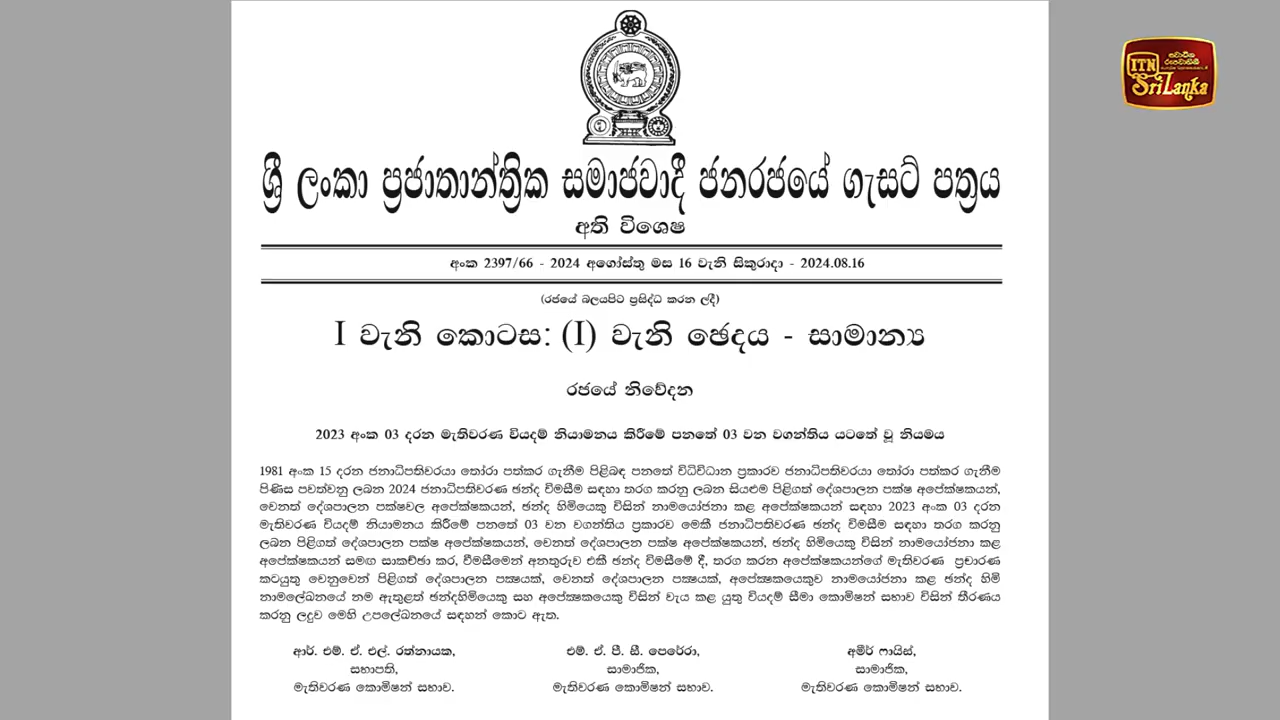 ITN
SriLanka
ශ්‍රී ලංකා ප්‍රජාතාන්ත්‍රික සමාජවාදී ජනරජයේ ගැසට් පත්‍රය
අති විශෙෂ
අංක 2397/66 - 2024 අගෝස්තු මස 16 වැනි සිකුරාදා - 2024.08.16
(රජයේ බලයපිට ප්‍රසිද්ධ කරන ලදී)
I වැනි කොටස: (I) වැනි ඡෙදය - සාමාන්‍ය
රජයේ නිවේදන
2023 අංක 03 දරන මැතිවරණ වියදම් නියාමනය කිරීමේ පනතේ 03 වන වගන්තිය යටතේ වූ නියමය
1981 අංක 15 දරන ජනාධිපතිවරයා තෝරා පත්කර ගැනීම පිළිබඳ පනතේ විධිවිධාන ප්‍රකාරව ජනාධිපතිවරයා තෝරා පත්කර ගැනීම
පිණිස පවත්වනු ලබන 2024 ජනාධිපතිවරණ ඡන්ද විමසීම සඳහා තරග කරනු ලබන සියළුම පිළිගත් දේශපාලන පක්ෂ අපේක්ෂකයන්,
වෙනත් දේශපාලන පක්ෂවල අපේක්ෂකයන්, ඡන්ද හිමියෙකු විසින් නාමයෝජනා කළ අපේක්ෂකයන් සඳහා 2023 අංක 03 දරන
මැතිවරණ වියදම් නියාමනය කිරීමේ පනතේ 03 වන වගන්තිය ප්‍රකාරව මෙකී ජනාධිපතිවරණ ඡන්ද විමසීම සඳහා තරග කරනු
ලබන පිළිගත් දේශපාලන පක්ෂ අපේක්ෂකයන්, වෙනත් දේශපාලන පක්ෂ අපේක්ෂකයන්, ඡන්ද හිමියෙකු විසින් නාමයෝජනා කළ
අපේක්ෂකයන් සමඟ සාකච්ඡා කර, වීමසීමෙන් අනතුරුව එකී ඡන්ද විමසීමේ දී, තරග කරන අපේක්ෂකයන්ගේ මැතිවරණ ප්‍රචාරණ
කටයුතු වෙනුවෙන් පිළිගත් දේශපාලන පක්‍ෂයක්, වෙනත් දේශපාලන පක්‍ෂයක්, අපේක්‍ෂකයෙකුව නාමයෝජනා කළ ඡන්ද හිමි
නාමලේඛනයේ නම ඇතුළත් ඡන්දහිමියෙකු සහ අපේක්‍ෂකයෙකු විසින් වැය කළ යුතු වියදම් සීමා කොමිෂන් සභාව විසින් තීරණය
කරනු ලදුව මෙහි උපලේඛනයේ සඳහන් කොට ඇත.
ආර්. එම්. ඒ. එල්. රත්නායක, එම්. ඒ. පී. සී. පෙරේරා, අමීර් ෆායිස්,
සභාපති, සාමාජික, සාමාජික,
මැතිවරණ කොමිෂන් සභාව. මැතිවරණ කොමිෂන් සභාව. මැතිවරණ කොමිෂන් සභාව.